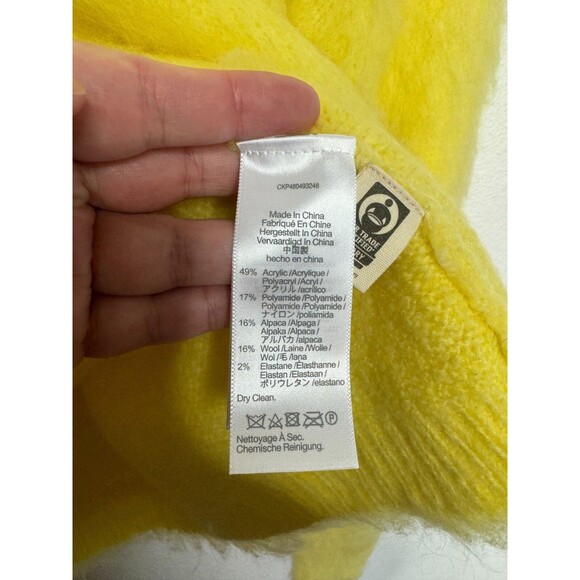 CKP480493248
Made In China
Fabriqué En Chine
Hergestellt In China
Vervaardigd In China
中国製
hecho en china
49% Acrylic /Acrylique /
Polyacryl /Acryl /
アクリル /acrílico
17% Polyamide /Polyamide /
Polyamide /Polyamide /
ナイロン /poliamida
16% Alpaca /Alpaga /
Alpaka /Alpaca /
アルパカ /alpaca
16% Wool /Laine /Wolle /
Wol /毛 /lana
2% Elastane /Élasthanne /
Elastan /Elastaan /
ポリウレタン /elastano
Dry Clean.
P
Nettoyage À Sec.
Chemische Reinigung.
TRADE